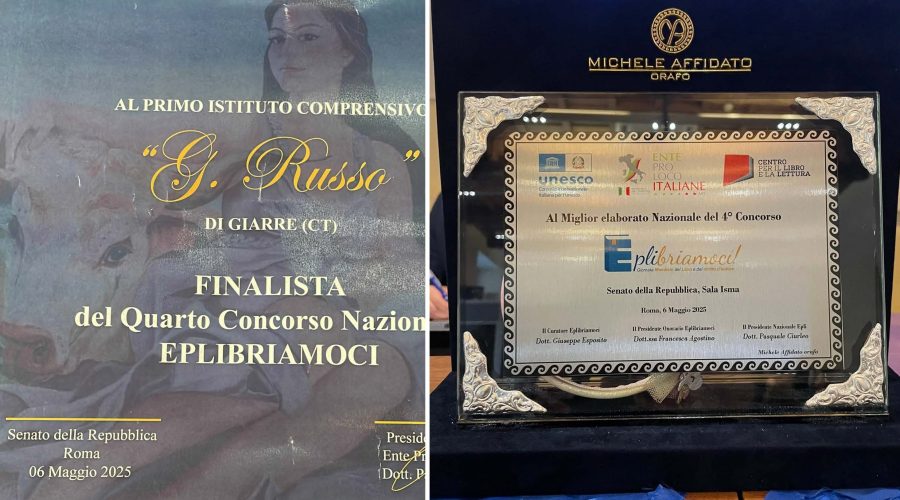 AL PRIMO ISTITUTO COMPRENSIVO
"G. Russo"
DI GIARRE (CT)
FINALISTA
del Quarto Concorso Nazion
EPLIBRIAMOCI
Senato della Repubblica
Roma
06 Maggio 2025
Presid
Ente Pr
Dott. P
MICHELE AFFIDATO
ORAFO
unesco
ENTE
PRO
LOCO
ITALIANE
CENTRO
PER IL LIBRO
E LA LETTURA
Al Miglior elaborato Nazionale del 4° Concorso
Eplibriamoci!
Senato della Repubblica, Sala Isma
Roma, 6 Maggio 2025
Il Curatore Eplibriamoci
Dott. Giuseppe Esposito
Il Presidente Onorario Eplibriamoci
Dott.ssa Francesca Agostino
Il Presidente Nazionale Epli
Dott. Pasquale Ciurleo
Michele Affidato orafo